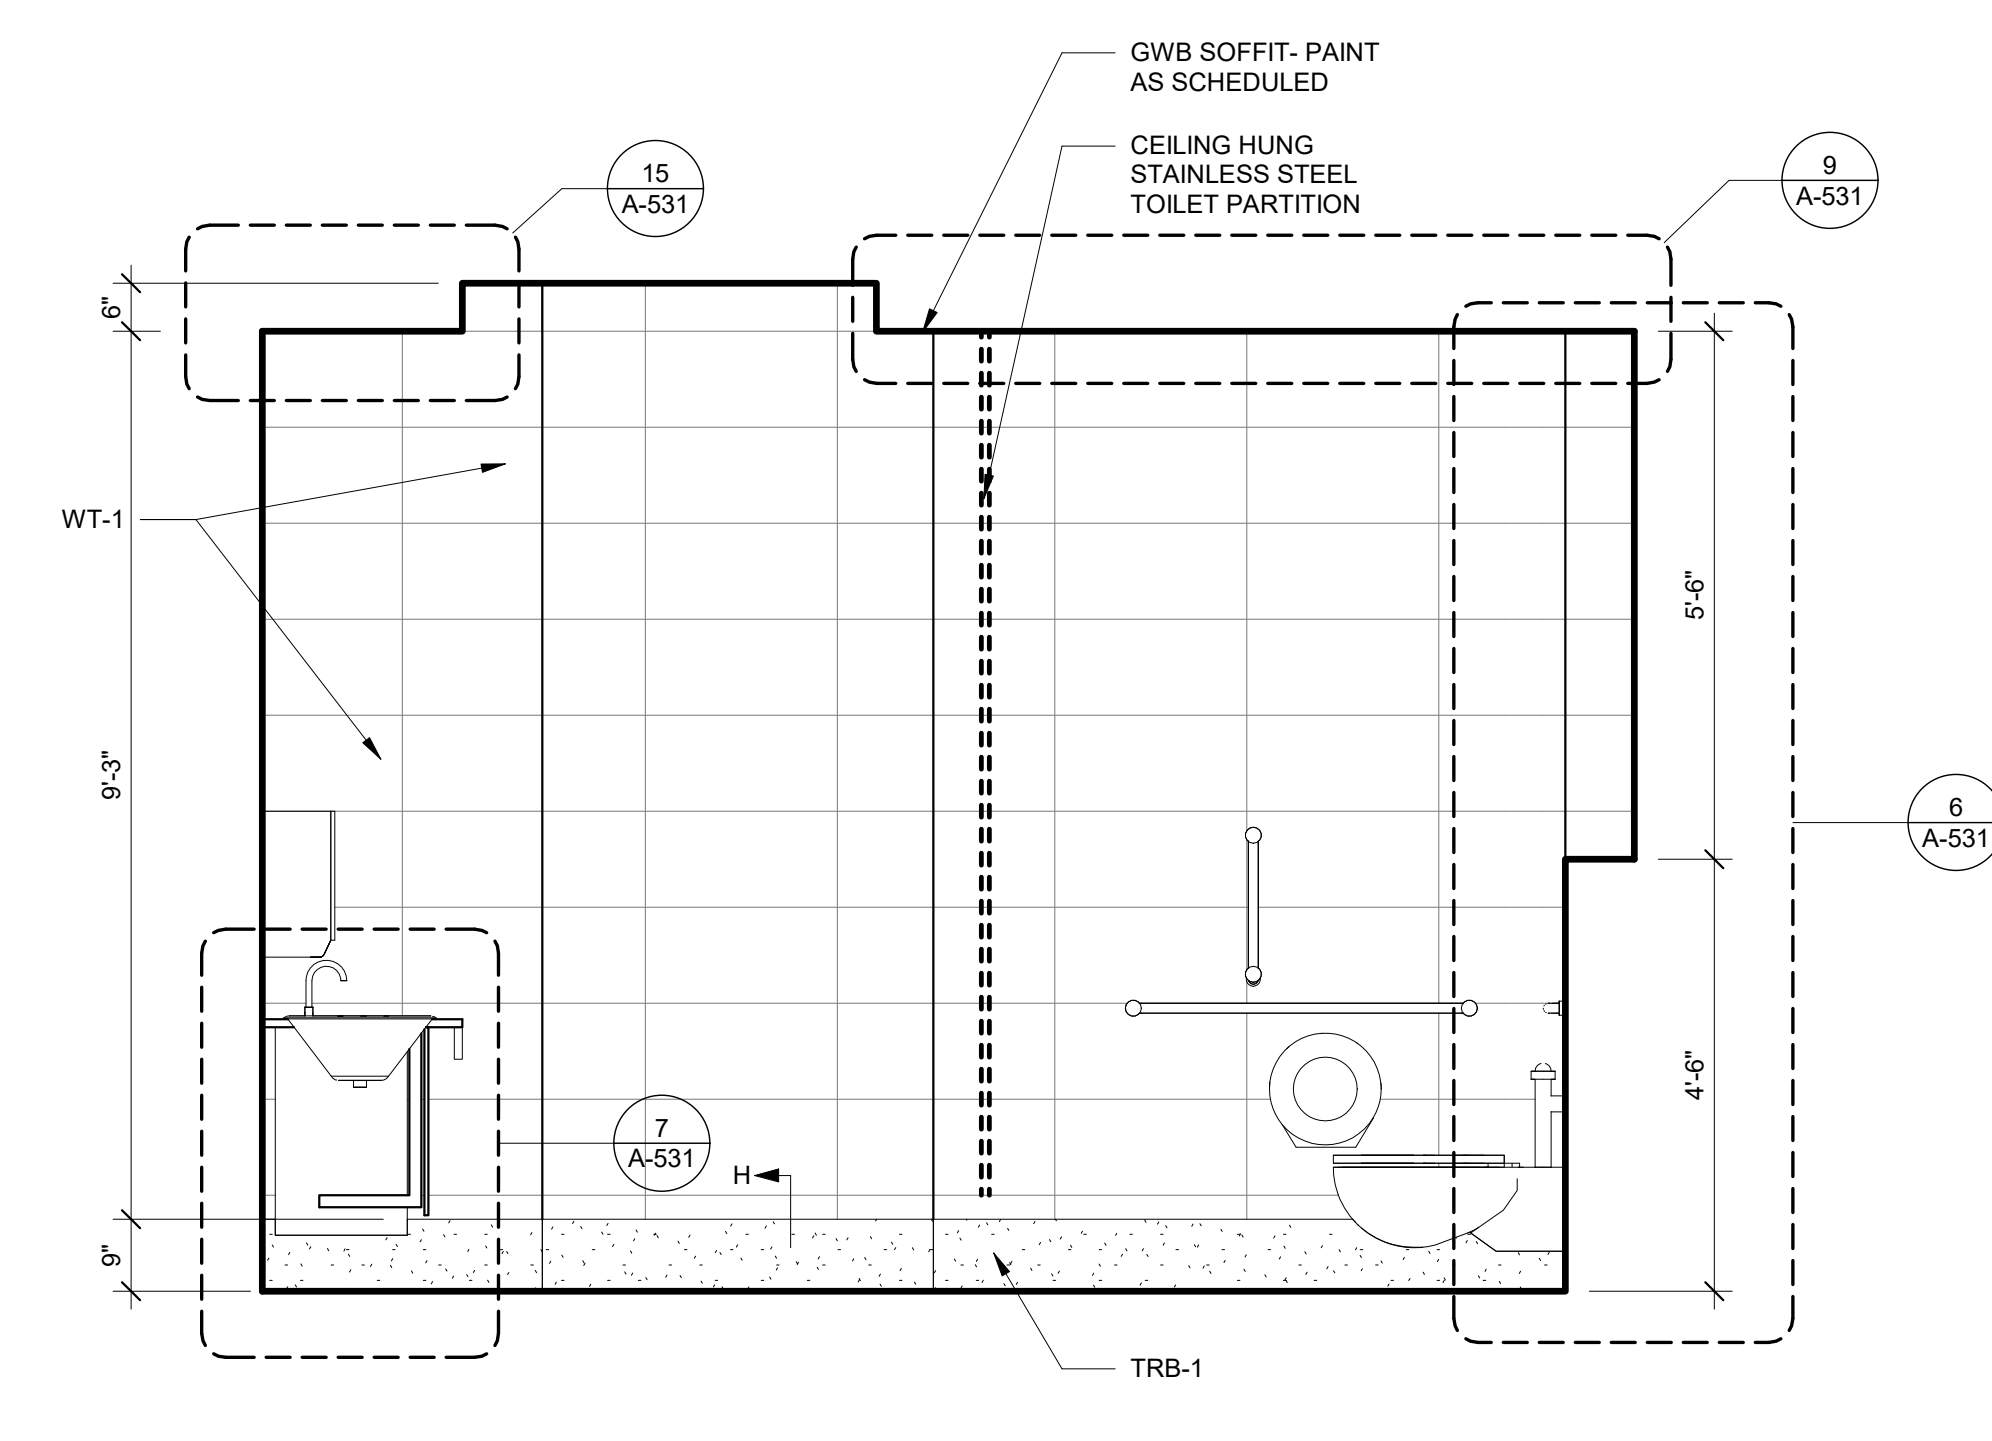 GWB SOFFIT- PAINT
AS SCHEDULED
CEILING HUNG
STAINLESS STEEL
TOILET PARTITION
15
A-531
9
A-531
6"
WT-1
5'-6"
9'-3"
6
A-531
4'-6"
7
A-531
H
9"
TRB-1